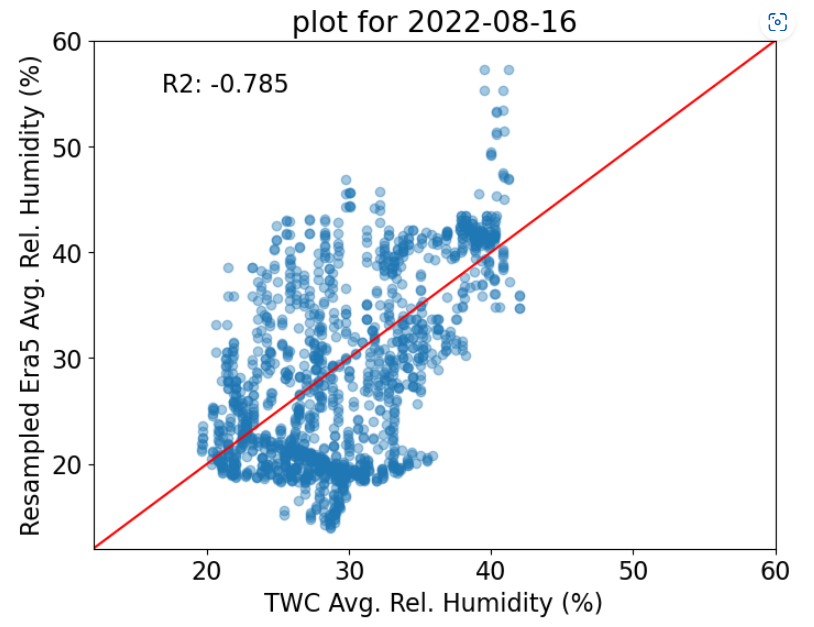 plot for 2022-08-16
R2: -0.785
Resampled Era5 Avg. Rel. Humidity (%)
60
50
40
30
20
20 30 40 50 60
TWC Avg. Rel. Humidity (%)